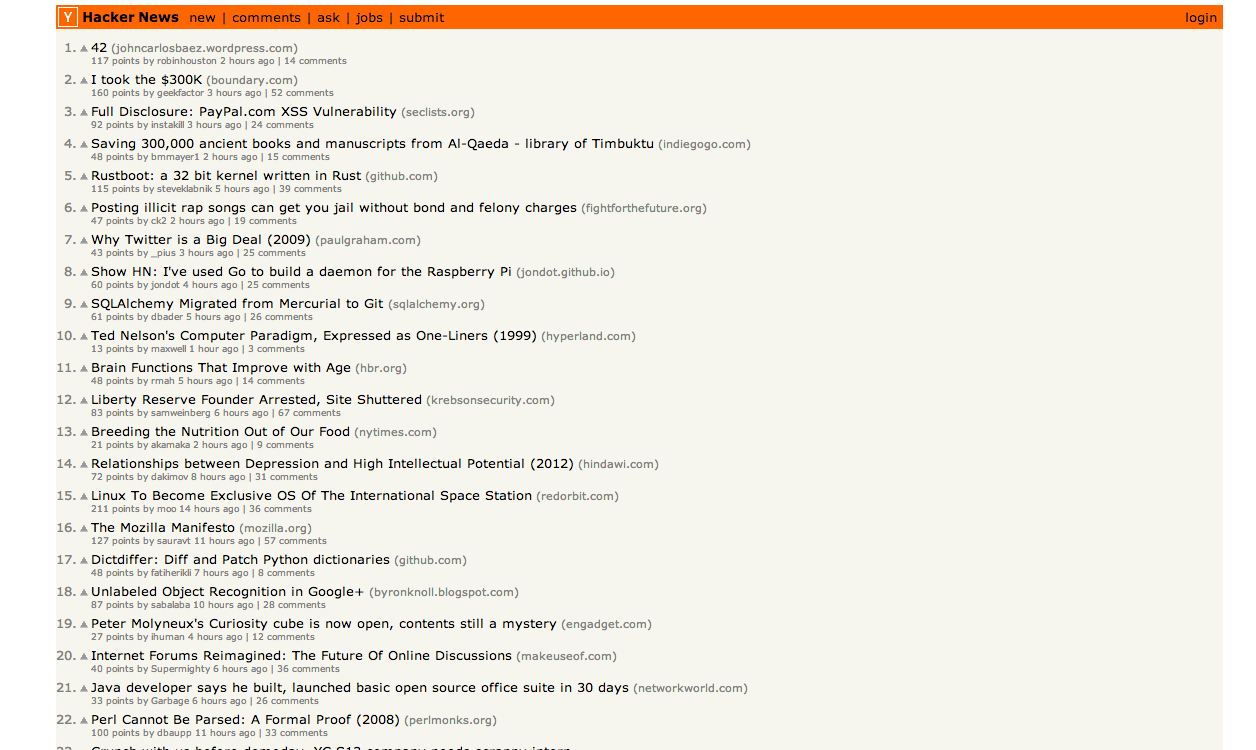 Y Hacker News new | comments | ask | jobs | submit login
1. 42 (johncarlosbaez.wordpress.com)
117 points by robinhouston 2 hours ago | 14 comments
2. I took the $300K (boundary.com)
160 points by geekfactor 3 hours ago | 52 comments
3. Full Disclosure: PayPal.com XSS Vulnerability (seclists.org)
92 points by instakill 3 hours ago | 24 comments
4. Saving 300,000 ancient books and manuscripts from Al-Qaeda - library of Timbuktu (indiegogo.com)
48 points by bmmayer1 2 hours ago | 15 comments
5. Rustboot: a 32 bit kernel written in Rust (github.com)
115 points by steveklabnik 5 hours ago | 39 comments
6. Posting illicit rap songs can get you jail without bond and felony charges (fightforthefuture.org)
47 points by ck2 2 hours ago | 19 comments
7. Why Twitter is a Big Deal (2009) (paulgraham.com)
43 points by _pius 3 hours ago | 25 comments
8. Show HN: I've used Go to build a daemon for the Raspberry Pi (jondot.github.io)
60 points by jondot 4 hours ago | 25 comments
9. SQLAlchemy Migrated from Mercurial to Git (sqlalchemy.org)
61 points by dbader 5 hours ago | 26 comments
10. Ted Nelson's Computer Paradigm, Expressed as One-Liners (1999) (hyperland.com)
13 points by maxwell 1 hour ago | 3 comments
11. Brain Functions That Improve with Age (hbr.org)
48 points by rmah 5 hours ago | 14 comments
12. Liberty Reserve Founder Arrested, Site Shuttered (krebsonsecurity.com)
83 points by samweinberg 6 hours ago | 67 comments
13. Breeding the Nutrition Out of Our Food (nytimes.com)
21 points by akamaka 2 hours ago | 9 comments
14. Relationships between Depression and High Intellectual Potential (2012) (hindawi.com)
72 points by dakimov 8 hours ago | 31 comments
15. Linux To Become Exclusive OS Of The International Space Station (redorbit.com)
211 points by moo 14 hours ago | 36 comments
16. The Mozilla Manifesto (mozilla.org)
127 points by sauravt 11 hours ago | 57 comments
17. Dictdiffer: Diff and Patch Python dictionaries (github.com)
48 points by fatiherikli 7 hours ago | 8 comments
18. Unlabeled Object Recognition in Google+ (byronknoll.blogspot.com)
87 points by sabalaba 10 hours ago | 28 comments
19. Peter Molyneux's Curiosity cube is now open, contents still a mystery (engadget.com)
27 points by ihuman 4 hours ago | 12 comments
20. Internet Forums Reimagined: The Future Of Online Discussions (makeuseof.com)
40 points by Supermighty 6 hours ago | 36 comments
21. Java developer says he built, launched basic open source office suite in 30 days (networkworld.com)
33 points by Garbage 6 hours ago | 26 comments
22. Perl Cannot Be Parsed: A Formal Proof (2008) (perlmonks.org)
100 points by dbaupp 11 hours ago | 33 comments